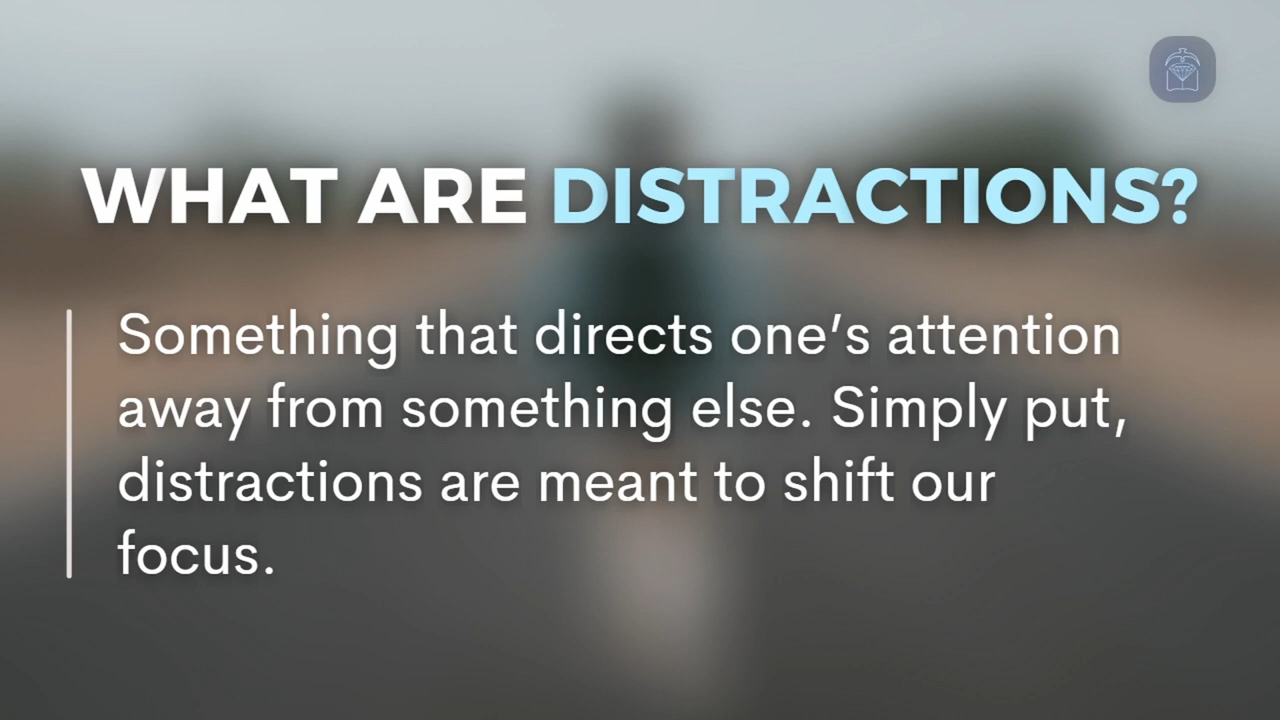 WHAT ARE DISTRACTIONS?
Something that directs one's attention
away from something else. Simply put,
distractions are meant to shift our
focus.